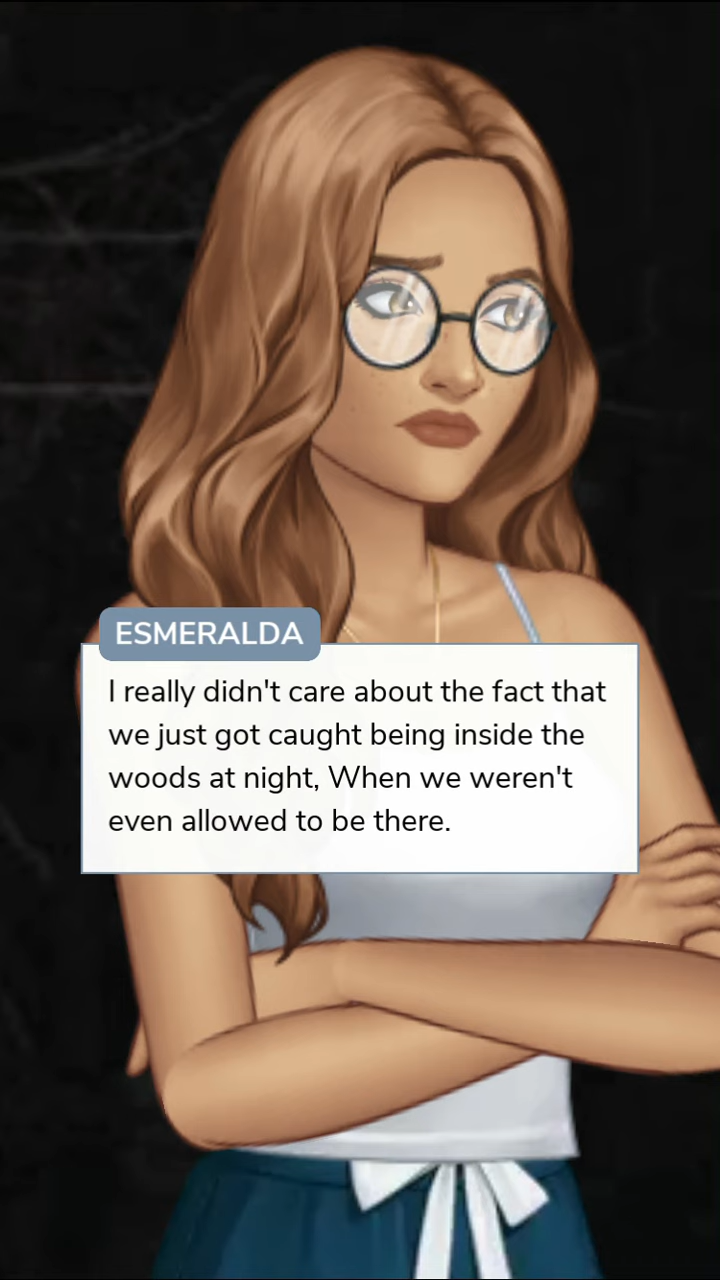 ESMERALDA
I really didn't care about the fact that
we just got caught being inside the
woods at night, When we weren't
even allowed to be there.